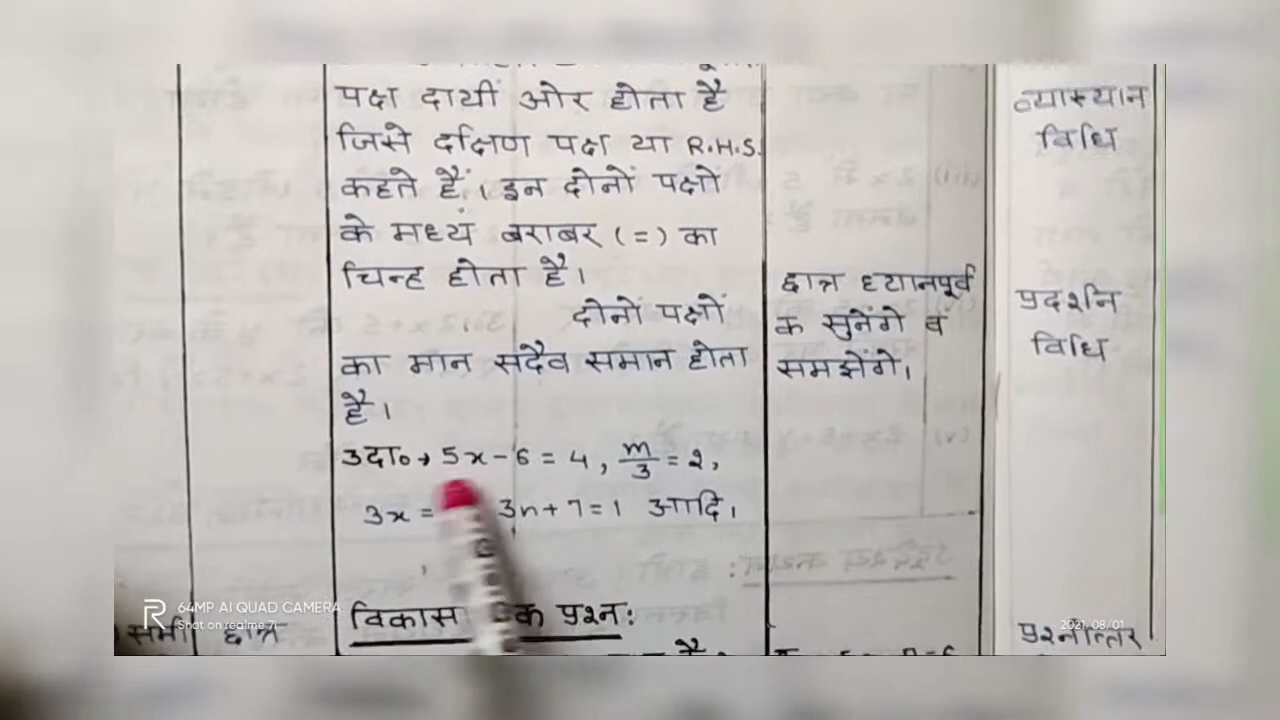 पक्ष दायीं ओर होता है
जिसे दक्षिण पक्ष या R.H.S.
कहते हैं। इन दोनो पक्षो
के मध्य बराबर (=) का
चिन्ह होता है।
दोनों पक्षों
का मान सदैव समान होता
है।
उदा० → 5x - 6 = 4, m/3 = 2,
3x = 3n + 7 = 1 आदि।
विकासा क प्रश्न:
छात्र ध्यानपूर्व
क सुनेंगे वं
समझेंगे।
व्याख्यान
विधि
प्रदर्शन
विधि
प्रश्नोत्तर
सभी छात्र
64MP AI QUAD CAMERA
Shot on realme 7i
2021/08/01